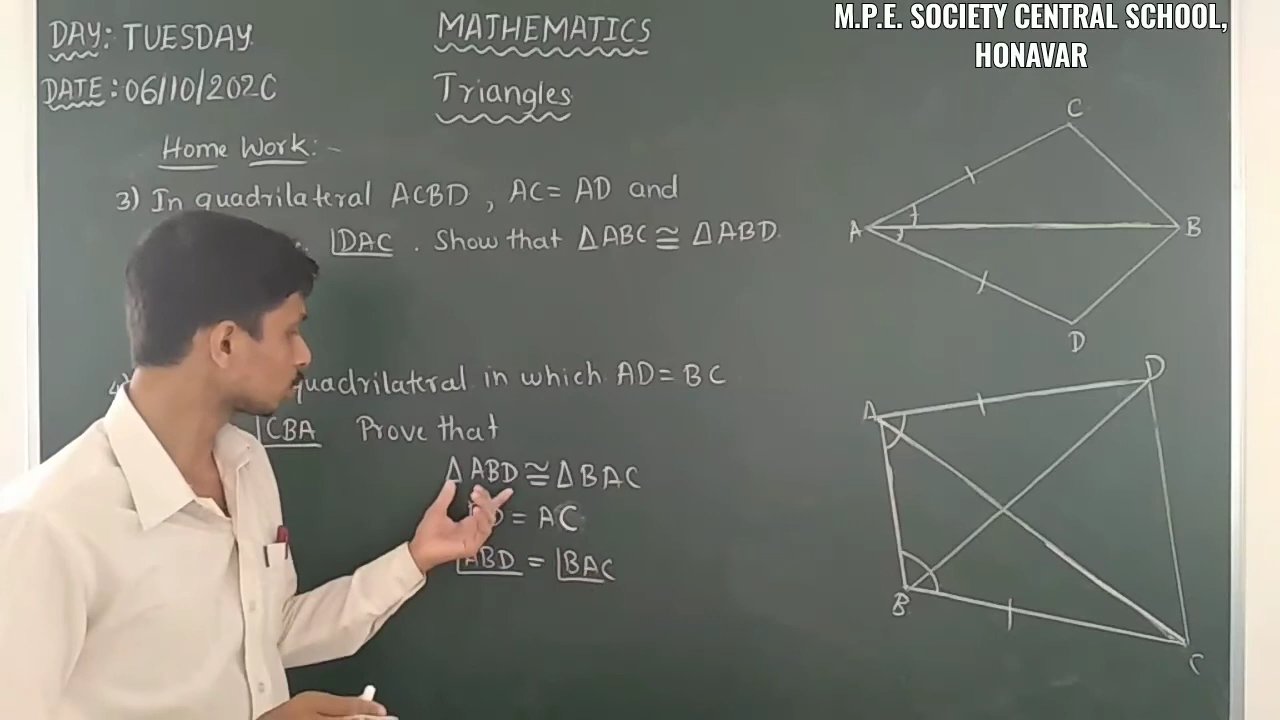 M.P.E. SOCIETY CENTRAL SCHOOL,
HONAVAR
DAY: TUESDAY
DATE: 06/10/202C
MATHEMATICS
Triangles
Home Work:-
3) In quadrilateral ACBD, AC = AD and
∠DAC. Show that ΔABC ≅ ΔABD.
quadrilateral in which AD = BC
∠CBA Prove that
ΔABD ≅ ΔBAC
= AC
∠ABD = ∠BAC
C
A
B
D
D
A
B
C